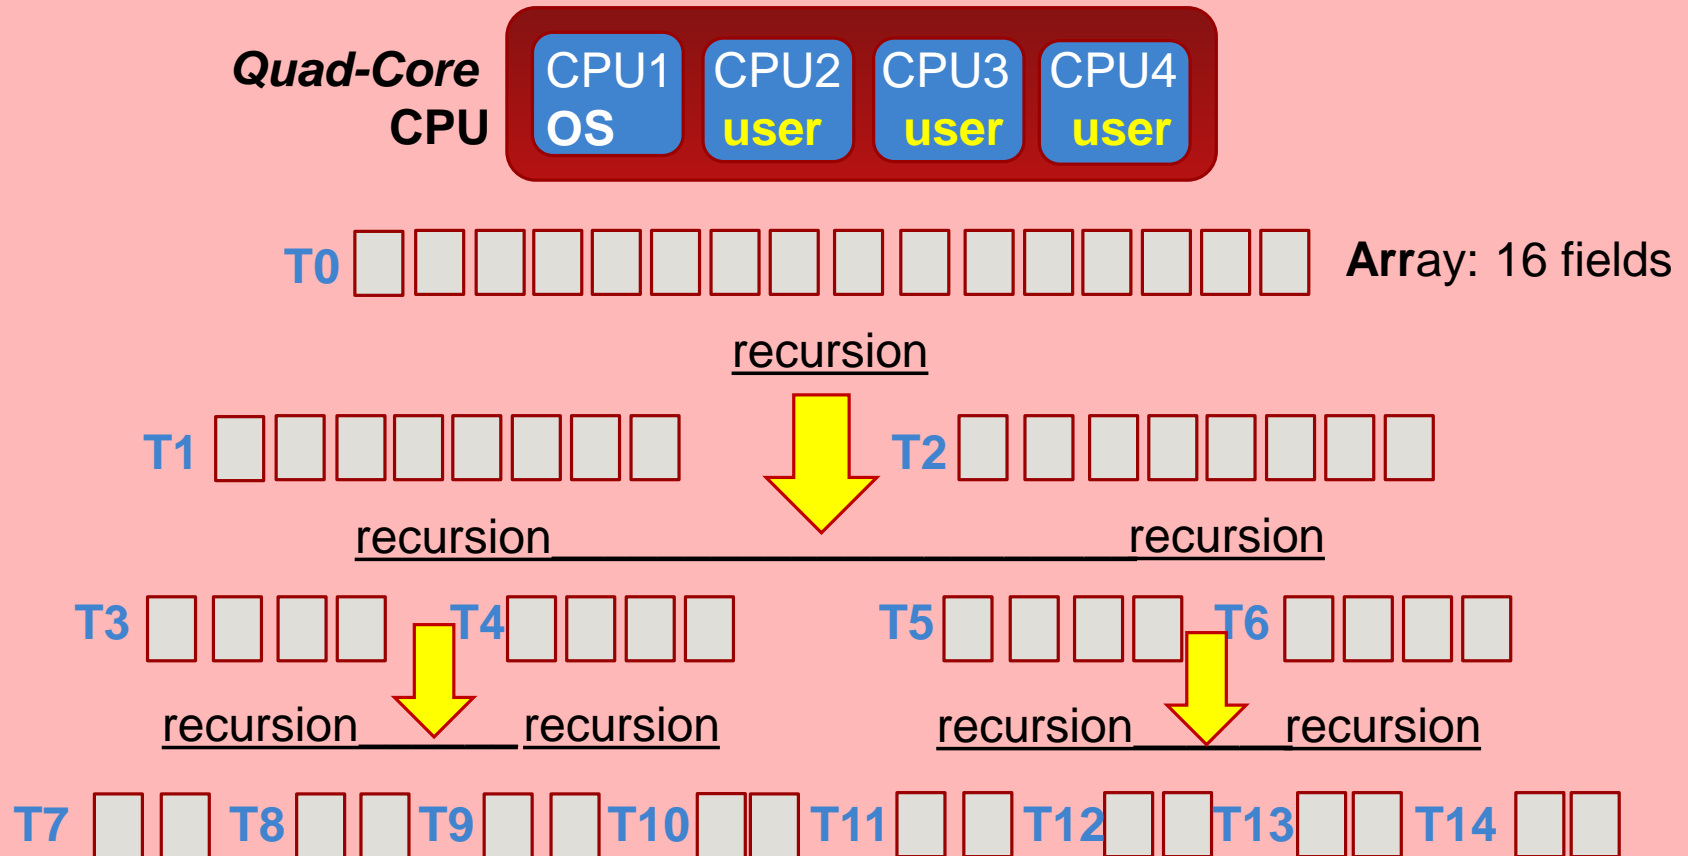 Quad-Core CPU1 CPU2 CPU3 CPU4
CPU OS user user user
T0 Array: 16 fields
recursion
T1 T2
recursion recursion
T3 T4 T5 T6
recursion recursion recursion recursion
T7 T8 T9 T10 T11 T12 T13 T14